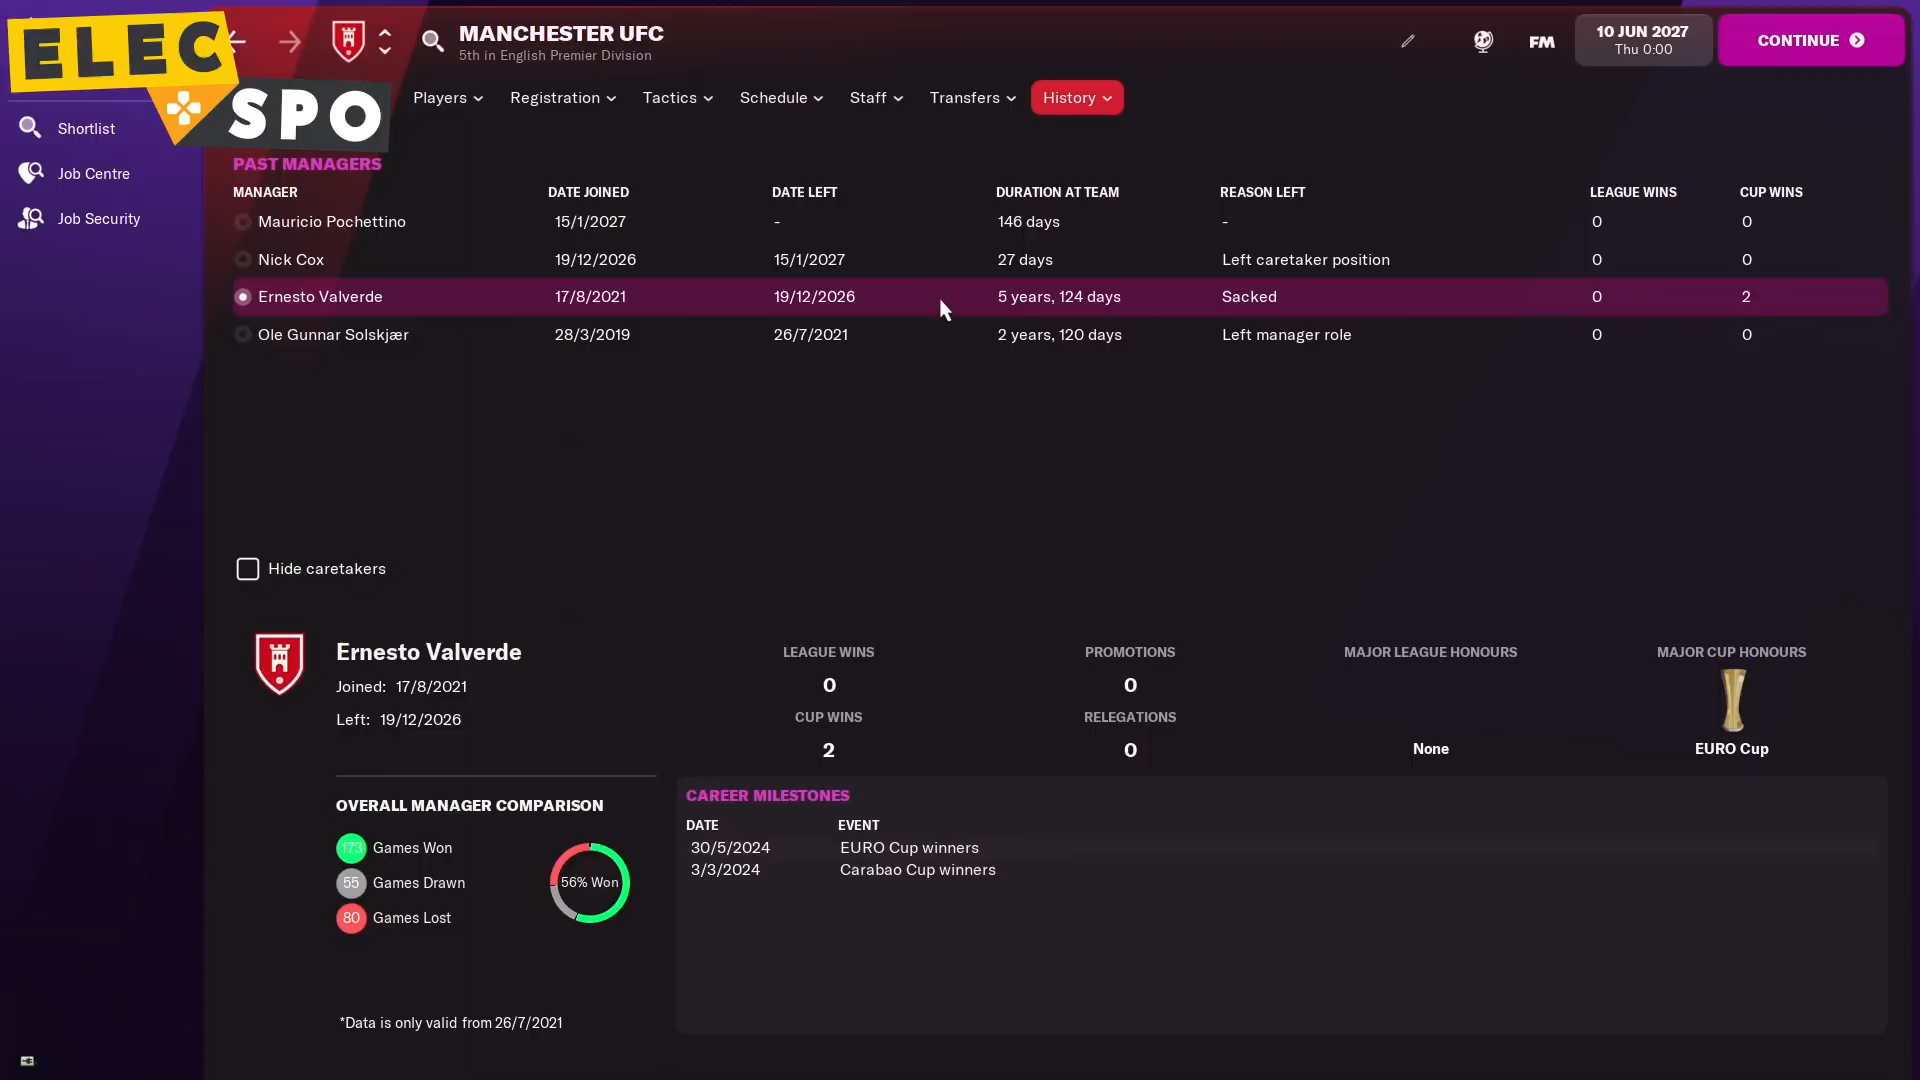 ELEC
SPO
MANCHESTER UFC
5th in English Premier Division
FM
10 JUN 2027
Thu 0:00
CONTINUE
Players
Registration
Tactics
Schedule
Staff
Transfers
History
Shortlist
Job Centre
Job Security
PAST MANAGERS
MANAGER DATE JOINED DATE LEFT DURATION AT TEAM REASON LEFT LEAGUE WINS CUP WINS
Mauricio Pochettino 15/1/2027 - 146 days - 0 0
Nick Cox 19/12/2026 15/1/2027 27 days Left caretaker position 0 0
Ernesto Valverde 17/8/2021 19/12/2026 5 years, 124 days Sacked 0 2
Ole Gunnar Solskjær 28/3/2019 26/7/2021 2 years, 120 days Left manager role 0 0
Hide caretakers
Ernesto Valverde
Joined: 17/8/2021
Left: 19/12/2026
LEAGUE WINS
0
CUP WINS
2
PROMOTIONS
0
RELEGATIONS
0
MAJOR LEAGUE HONOURS
None
MAJOR CUP HONOURS
EURO Cup
OVERALL MANAGER COMPARISON
173 Games Won
55 Games Drawn
80 Games Lost
56% Won
*Data is only valid from 26/7/2021
CAREER MILESTONES
DATE EVENT
30/5/2024 EURO Cup winners
3/3/2024 Carabao Cup winners